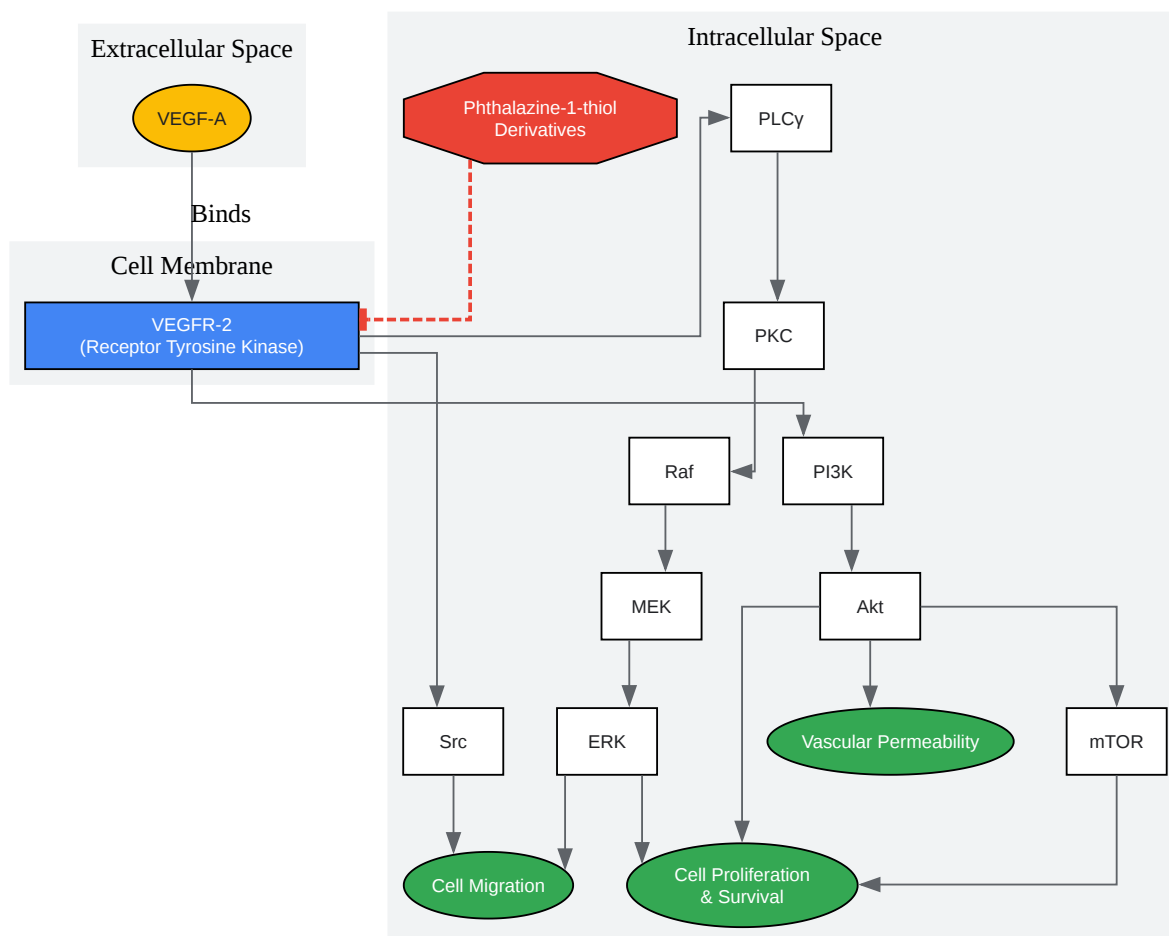 Extracellular Space
Intracellular Space
VEGF-A
Phthalazine-1-thiol
Derivatives
PLCγ
Binds
Cell Membrane
VEGFR-2
(Receptor Tyrosine Kinase)
PKC
Raf
PI3K
MEK
Akt
Src
ERK
Vascular Permeability
mTOR
Cell Migration
Cell Proliferation
& Survival